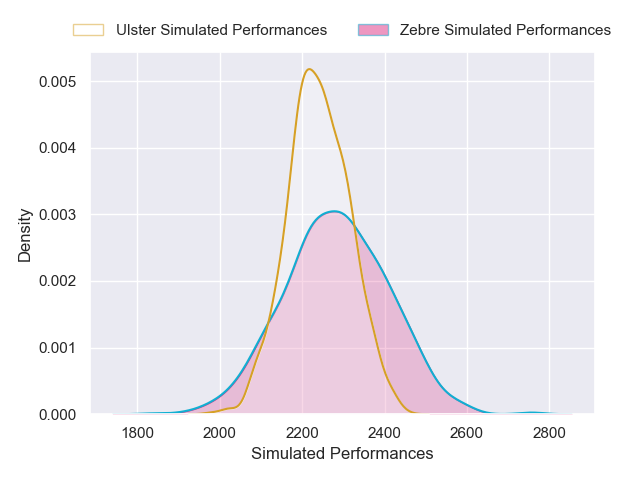 Ulster Simulated Performances Zebre Simulated Performances
0.005
0.004
0.003
0.002
0.001
0.000
Density
1800 2000 2200 2400 2600 2800
Simulated Performances